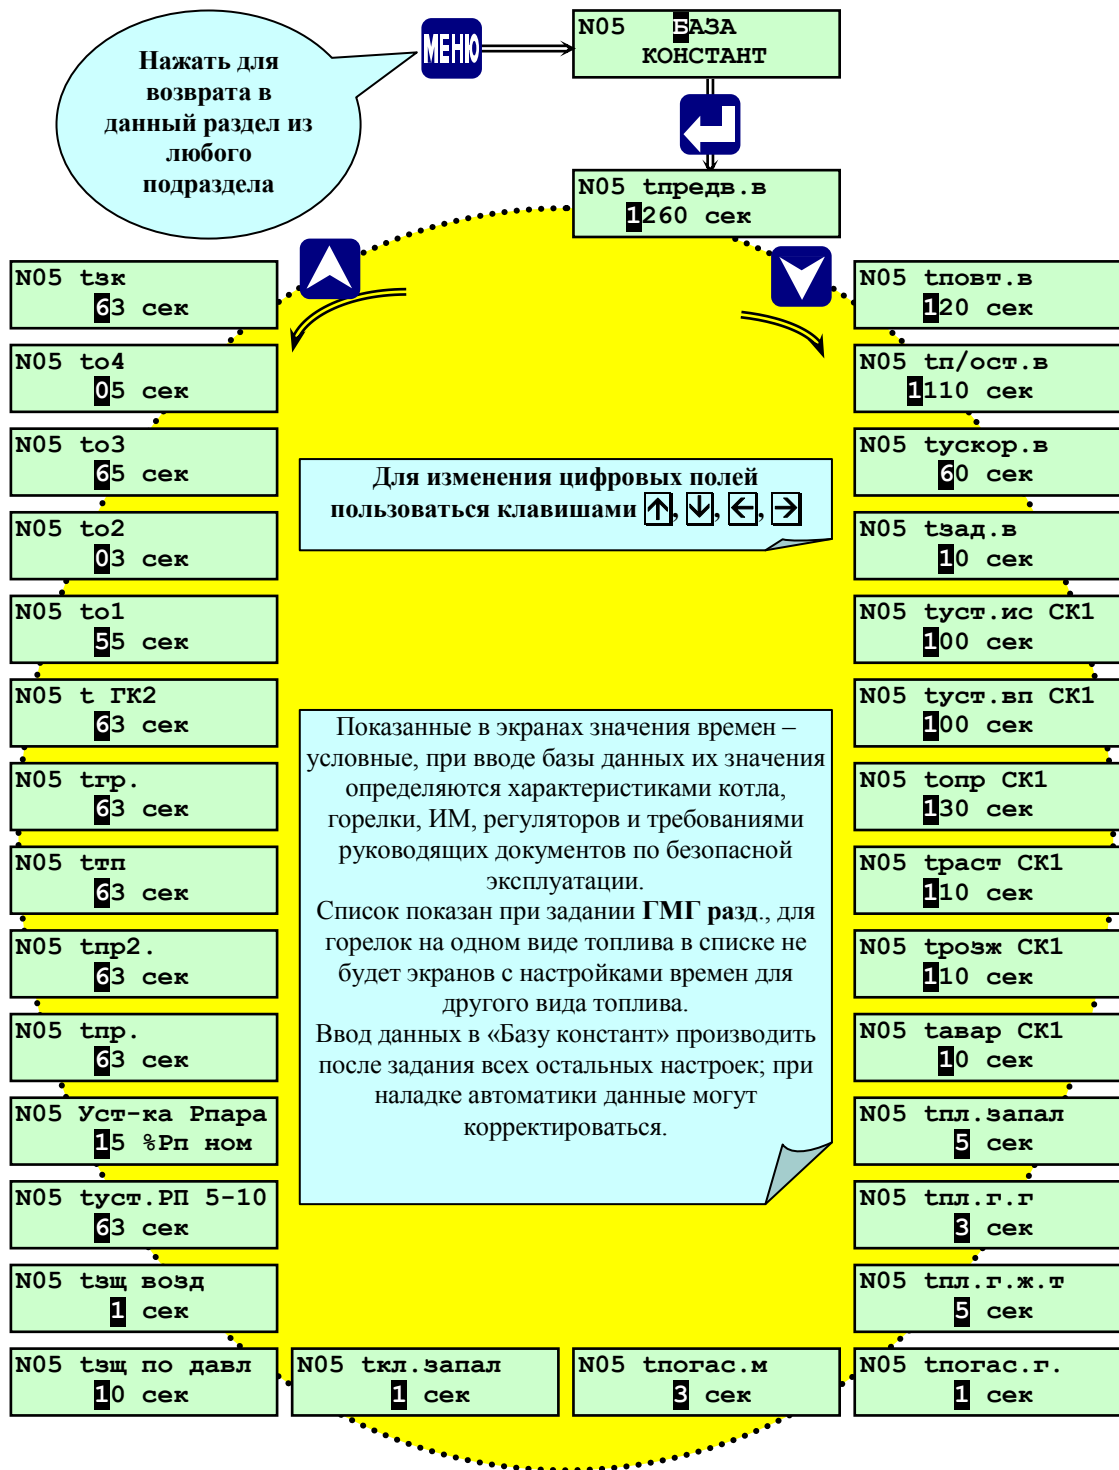 Нажать для
возврата в
данный раздел из
любого
подраздела
МЕНЮ
N05 БАЗА
КОНСТАНТ
N05 tпредв.в
1260 сек
N05 tзк
63 сек
N05 tо4
05 сек
N05 tо3
65 сек
N05 tо2
03 сек
N05 tо1
55 сек
N05 t ГК2
63 сек
N05 tгр.
63 сек
N05 tтп
63 сек
N05 tпр2.
63 сек
N05 tпр.
63 сек
N05 Уст-ка Рпара
15 %Рп ном
N05 tуст.РП 5-10
63 сек
N05 tзщ возд
1 сек
N05 tзщ по давл
10 сек
Для изменения цифровых полей
пользоваться клавишами ↑, ↓, ←, →
Показанные в экранах значения времен –
условные, при вводе базы данных их значения
определяются характеристиками котла,
горелки, ИМ, регуляторов и требованиями
руководящих документов по безопасной
эксплуатации.
Список показан при задании ГМГ разд., для
горелок на одном виде топлива в списке не
будет экранов с настройками времен для
другого вида топлива.
Ввод данных в «Базу констант» производить
после задания всех остальных настроек; при
наладке автоматики данные могут
корректироваться.
N05 tкл.запал
1 сек
N05 tпогас.м
3 сек
N05 tповт.в
120 сек
N05 tп/ост.в
1110 сек
N05 tускор.в
60 сек
N05 tзад.в
10 сек
N05 tуст.ис СК1
100 сек
N05 tуст.вп СК1
100 сек
N05 tопр СК1
130 сек
N05 tраст СК1
110 сек
N05 tрозж СК1
110 сек
N05 tавар СК1
10 сек
N05 tпл.запал
5 сек
N05 tпл.г.г
3 сек
N05 tпл.г.ж.т
5 сек
N05 tпогас.г.
1 сек